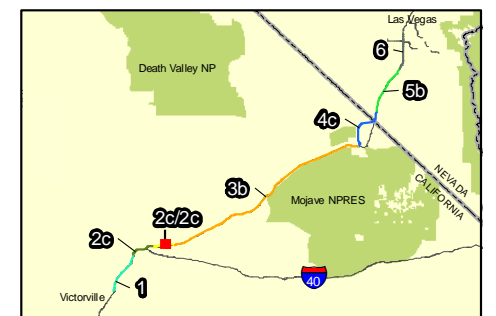 Las Vegas
6
Death Valley NP
5b
4c
NEVADA
CALIFORNIA
3b
Mojave NPRES
2c/2c
2c
40
1
Victorville